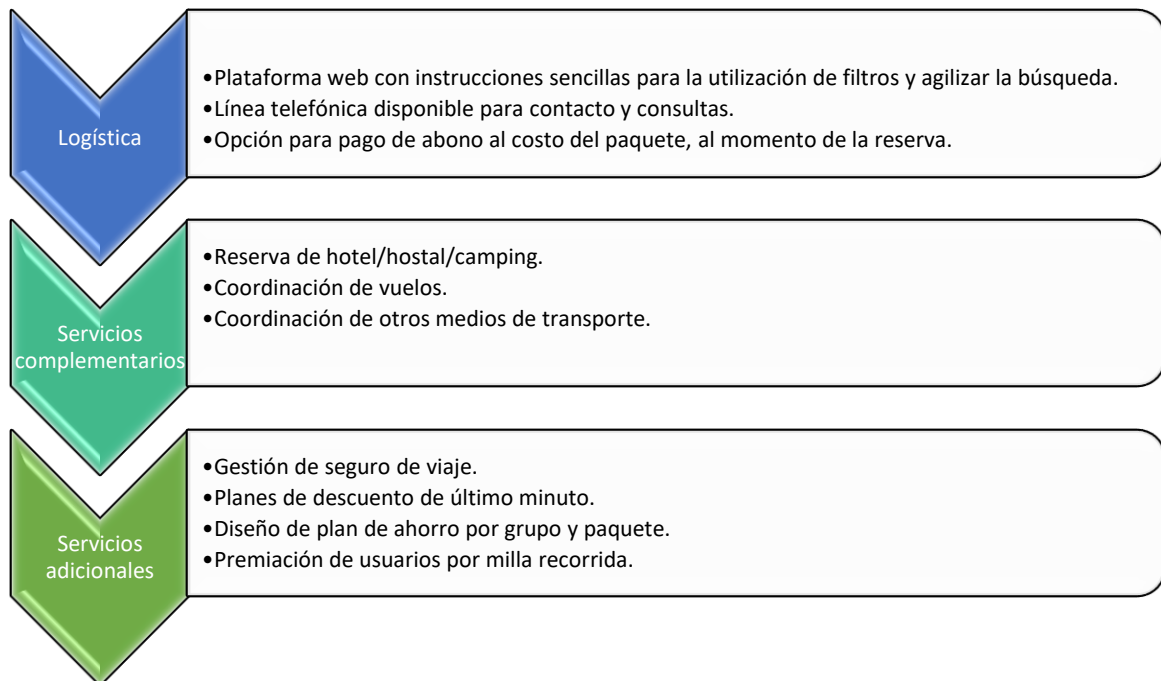 Logística
•Plataforma web con instrucciones sencillas para la utilización de filtros y agilizar la búsqueda.
•Línea telefónica disponible para contacto y consultas.
•Opción para pago de abono al costo del paquete, al momento de la reserva.
Servicios
complementarios
•Reserva de hotel/hostal/camping.
•Coordinación de vuelos.
•Coordinación de otros medios de transporte.
Servicios
adicionales
•Gestión de seguro de viaje.
•Planes de descuento de último minuto.
•Diseño de plan de ahorro por grupo y paquete.
•Premiación de usuarios por milla recorrida.